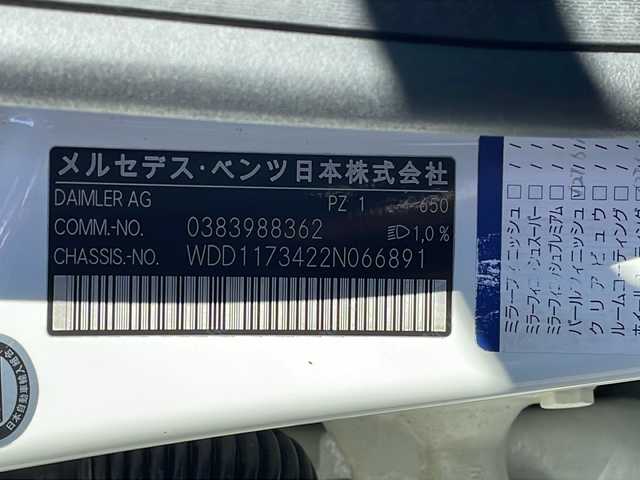 メルセデス・ベンツ日本株式会社
DAIMLER AG PZ 1 650
COMM.-NO. 0383988362 1,0%
CHASSIS.-NO. WDD1173422N066891
ミラーフィニッシュ
ミラーフィニッシュスーパー
ミラーフィニッシュプレミアム
パールフィニッシュ
クリアビュウ
ルームコーティング